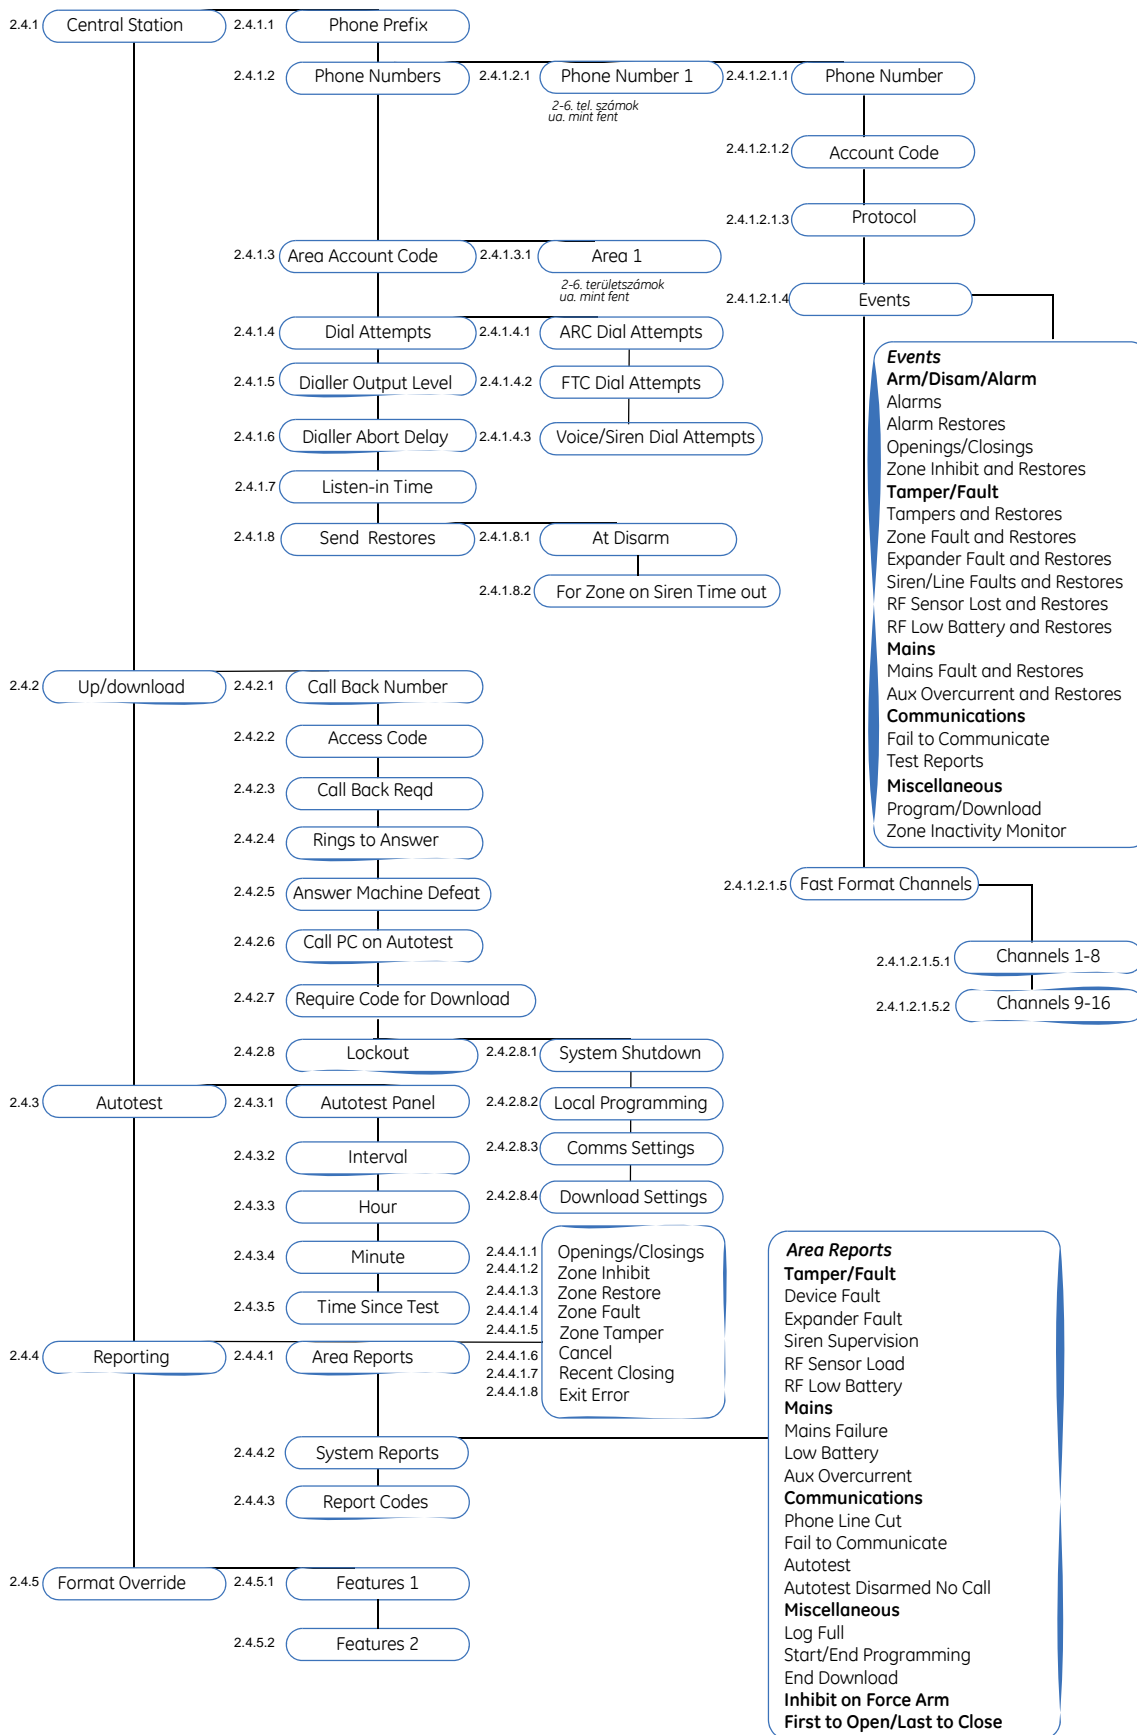 2.4.1 Central Station 2.4.1.1 Phone Prefix
2.4.1.2 Phone Numbers 2.4.1.2.1 Phone Number 1 2.4.1.2.1.1 Phone Number
2-6. tel. számok
ua. mint fent
2.4.1.2.1.2 Account Code
2.4.1.2.1.3 Protocol
2.4.1.3 Area Account Code 2.4.1.3.1 Area 1
2-6. területszámok
ua. mint fent
2.4.1.2.1.4 Events
2.4.1.4 Dial Attempts 2.4.1.4.1 ARC Dial Attempts
2.4.1.5 Dialler Output Level 2.4.1.4.2 FTC Dial Attempts
2.4.1.6 Dialler Abort Delay 2.4.1.4.3 Voice/Siren Dial Attempts
2.4.1.7 Listen-in Time
2.4.1.8 Send Restores 2.4.1.8.1 At Disarm
2.4.1.8.2 For Zone on Siren Time out
Events
Arm/Disam/Alarm
Alarms
Alarm Restores
Openings/Closings
Zone Inhibit and Restores
Tamper/Fault
Tampers and Restores
Zone Fault and Restores
Expander Fault and Restores
Siren/Line Faults and Restores
RF Sensor Lost and Restores
RF Low Battery and Restores
Mains
Mains Fault and Restores
Aux Overcurrent and Restores
Communications
Fail to Communicate
Test Reports
Miscellaneous
Program/Download
Zone Inactivity Monitor
2.4.1.2.1.5 Fast Format Channels
2.4.1.2.1.5.1 Channels 1-8
2.4.1.2.1.5.2 Channels 9-16
2.4.2 Up/download 2.4.2.1 Call Back Number
2.4.2.2 Access Code
2.4.2.3 Call Back Reqd
2.4.2.4 Rings to Answer
2.4.2.5 Answer Machine Defeat
2.4.2.6 Call PC on Autotest
2.4.2.7 Require Code for Download
2.4.2.8 Lockout 2.4.2.8.1 System Shutdown
2.4.2.8.2 Local Programming
2.4.2.8.3 Comms Settings
2.4.2.8.4 Download Settings
2.4.3 Autotest 2.4.3.1 Autotest Panel
2.4.3.2 Interval
2.4.3.3 Hour
2.4.3.4 Minute
2.4.3.5 Time Since Test
2.4.4 Reporting 2.4.4.1 Area Reports
2.4.4.1.1 Openings/Closings
2.4.4.1.2 Zone Inhibit
2.4.4.1.3 Zone Restore
2.4.4.1.4 Zone Fault
2.4.4.1.5 Zone Tamper
2.4.4.1.6 Cancel
2.4.4.1.7 Recent Closing
2.4.4.1.8 Exit Error
2.4.4.2 System Reports
2.4.4.3 Report Codes
Area Reports
Tamper/Fault
Device Fault
Expander Fault
Siren Supervision
RF Sensor Load
RF Low Battery
Mains
Mains Failure
Low Battery
Aux Overcurrent
Communications
Phone Line Cut
Fail to Communicate
Autotest
Autotest Disarmed No Call
Miscellaneous
Log Full
Start/End Programming
End Download
Inhibit on Force Arm
First to Open/Last to Close
2.4.5 Format Override 2.4.5.1 Features 1
2.4.5.2 Features 2